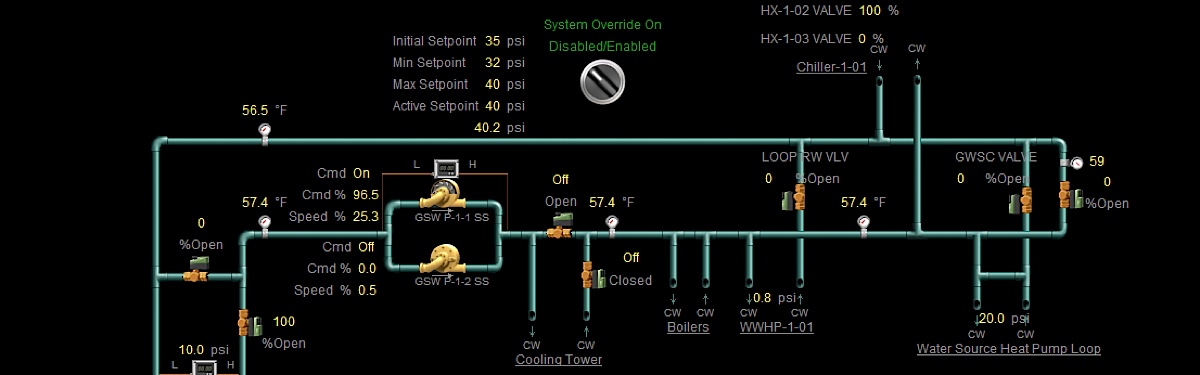 HX-1-02 VALVE 100 %
System Override On
HX-1-03 VALVE 0 %
Disabled/Enabled
Initial Setpoint 35 psi
Min Setpoint 32 psi
Max Setpoint 40 psi
Active Setpoint 40 psi
40.2 psi
CW
CW
Chiller-1-01
56.5 °F
LOOP RW VLV
0 %Open
GWSC VALVE
0 %Open
59
0
%Open
L H
Cmd On
Cmd % 96.5
Speed % 25.3
GSW P-1-1 SS
Off
Open
57.4 °F
57.4 °F
57.4 °F
0
%Open
Cmd Off
Cmd % 0.0
Speed % 0.5
GSW P-1-2 SS
Off
Closed
100
%Open
0.8 psi
20.0 psi
CW
CW
CW
CW
CW
CW
Boilers
WWHP-1-01
CW
CW
Cooling Tower
Water Source Heat Pump Loop
10.0 psi
L H